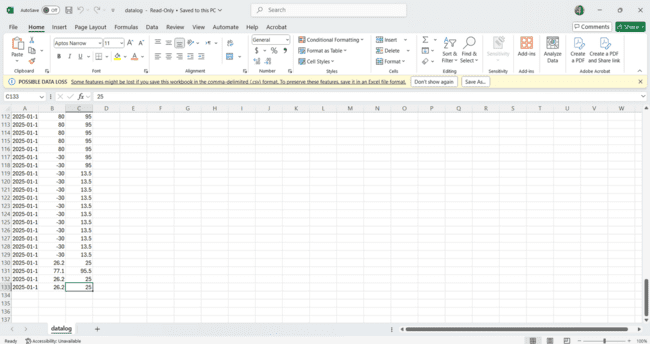 AutoSave Off datalog – Read-Only • Saved to this PC Search
File Home Insert Page Layout Formulas Data Review View Automate Help Acrobat Comments Share
Paste Aptos Narrow 11 General Conditional Formatting Format as Table Cell Styles Insert Delete Format Sort & Filter Find & Select Sensitivity Add-ins Analyze Data Create a PDF Create a PDF and Share link
Clipboard Font Alignment Number Styles Cells Editing Sensitivity Add-ins Adobe Acrobat
POSSIBLE DATA LOSS Some features might be lost if you save this workbook in the comma-delimited (.csv) format. To preserve these features, save it in an Excel file format. Don't show again Save As...
C133 fx 25
A B C D E F G H I J K L M N O P Q R S T U V W
112 2025-01-1 80 95
113 2025-01-1 80 95
114 2025-01-1 80 95
115 2025-01-1 80 95
116 2025-01-1 80 95
117 2025-01-1 -30 95
118 2025-01-1 -30 95
119 2025-01-1 -30 13.5
120 2025-01-1 -30 13.5
121 2025-01-1 -30 13.5
122 2025-01-1 -30 13.5
123 2025-01-1 -30 13.5
124 2025-01-1 -30 13.5
125 2025-01-1 -30 13.5
126 2025-01-1 -30 13.5
127 2025-01-1 -30 13.5
128 2025-01-1 -30 13.5
129 2025-01-1 -30 13.5
130 2025-01-1 26.2 25
131 2025-01-1 77.1 95.5
132 2025-01-1 26.2 25
133 2025-01-1 26.2 25
134
135
136
137
datalog
Ready Accessibility: Unavailable 100%